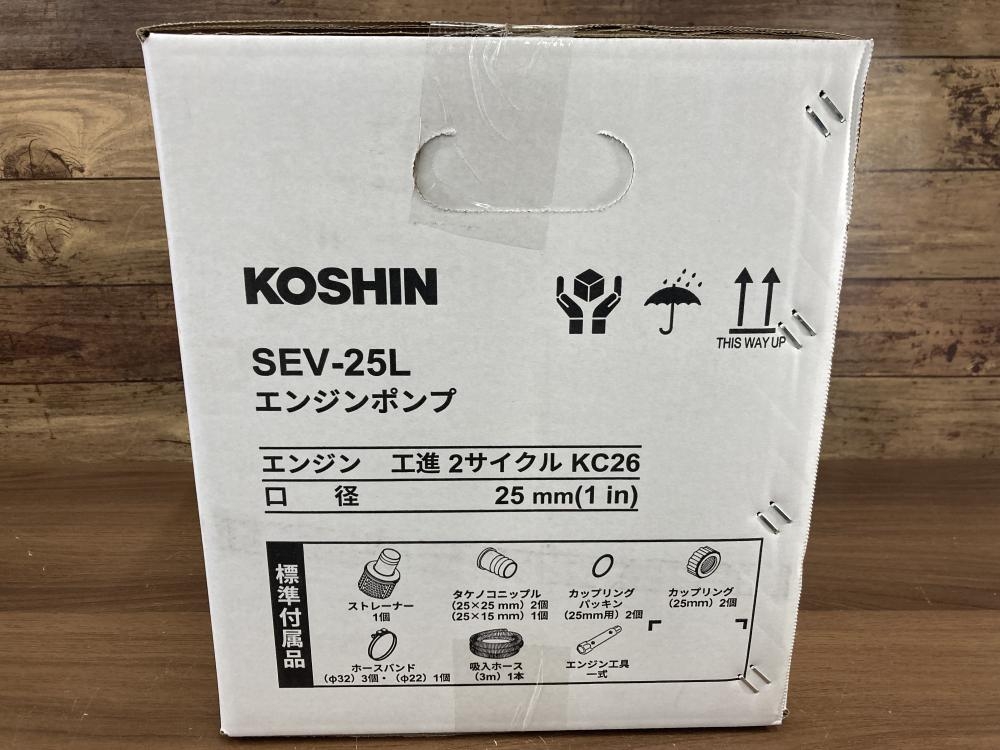 KOSHIN
THIS WAY UP
SEV-25L
エンジンポンプ
エンジン 工進 2サイクル KC26
口 径 25 mm(1 in)
標準付属品
ストレーナー
1個
タケノコニップル
(25×25 mm) 2個
(25×15 mm) 1個
カップリング
パッキン
(25mm用) 2個
カップリング
(25mm) 2個
ホースバンド
(φ32) 3個・(φ22) 1個
吸入ホース
(3m) 1本
エンジン工具
一式